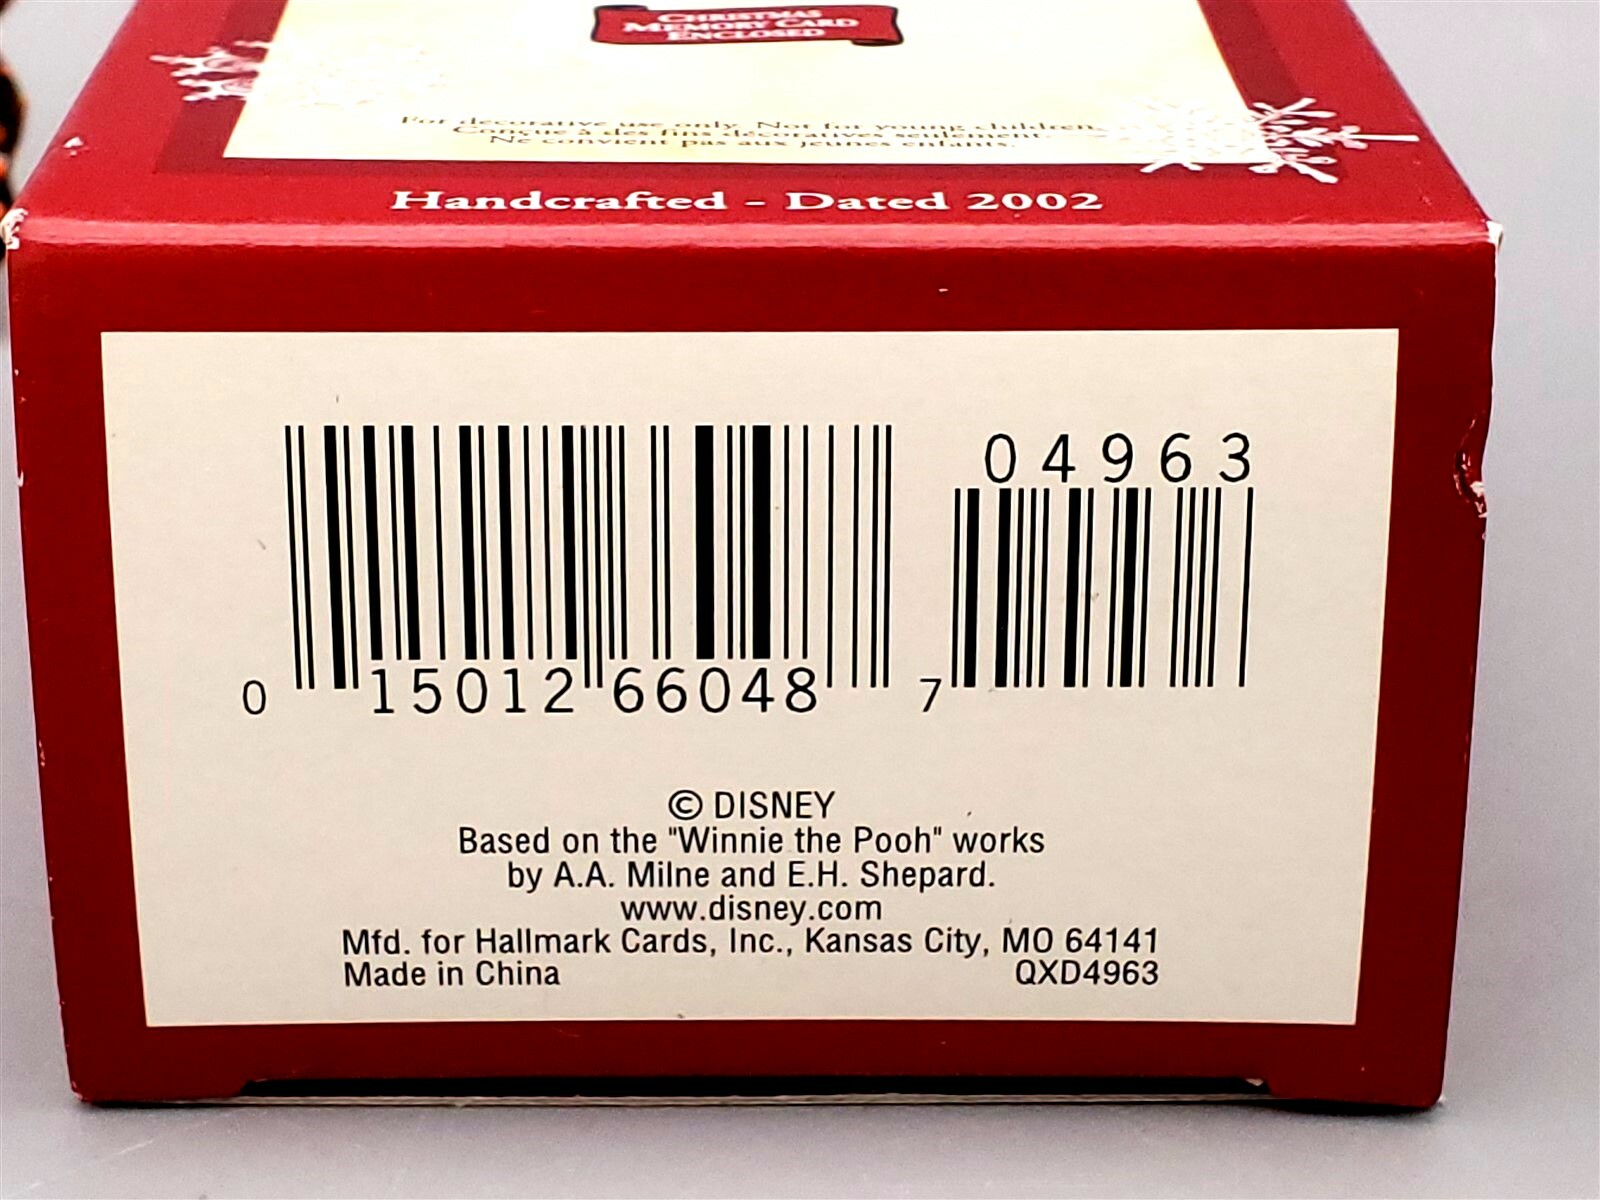 CHRISTMAS
MEMORY CARD
ENCLOSED
For decorative use only. Not for young children.
Conçue à des fins décoratives seulement.
Ne convient pas aux jeunes enfants.
Handcrafted - Dated 2002
04963
0 15012 66048 7
© DISNEY
Based on the "Winnie the Pooh" works
by A.A. Milne and E.H. Shepard.
www.disney.com
Mfd. for Hallmark Cards, Inc., Kansas City, MO 64141
Made in China QXD4963